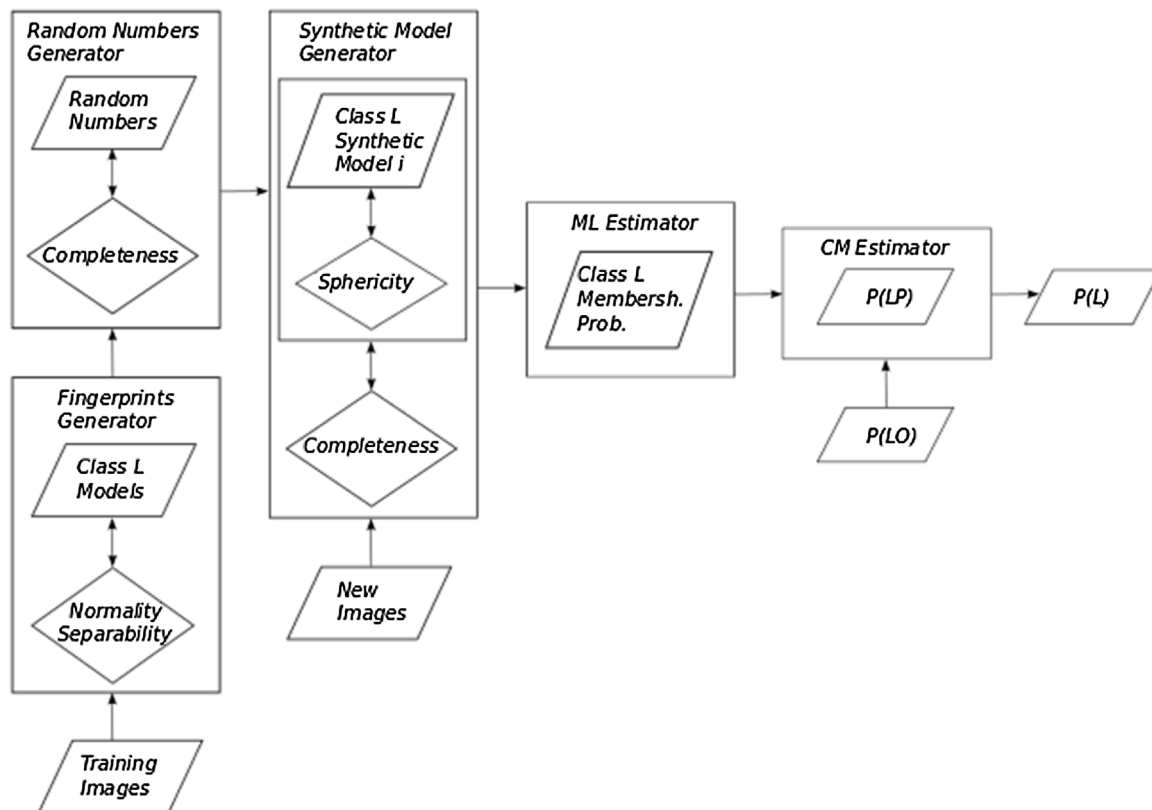 Random Numbers
Generator
Random
Numbers
Completeness
Fingerprints
Generator
Class L
Models
Normality
Separability
Training
Images
Synthetic Model
Generator
Class L
Synthetic
Model i
Sphericity
Completeness
New
Images
ML Estimator
Class L
Membersh.
Prob.
CM Estimator
P(LP)
P(LO)
P(L)